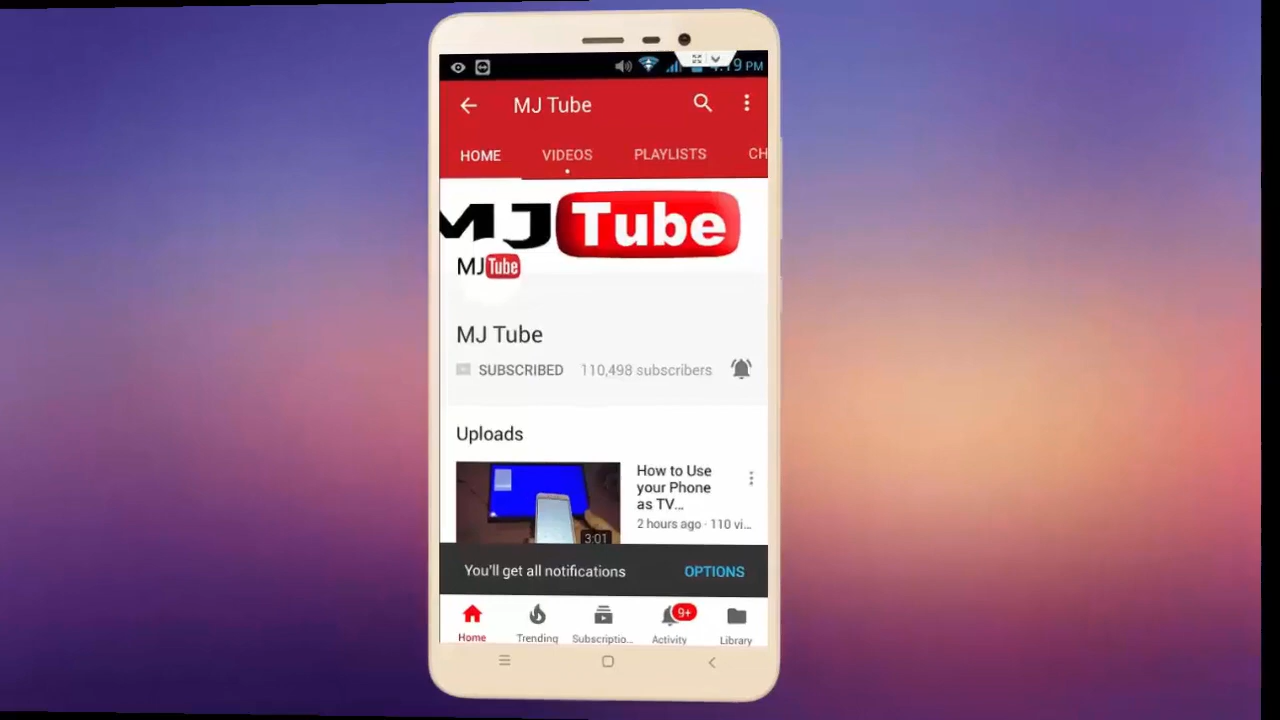 PM
MJ Tube
HOME VIDEOS PLAYLISTS CH
MJ Tube
MJ Tube
MJ Tube
SUBSCRIBED 110,498 subscribers
Uploads
How to Use
your Phone
as TV...
2 hours ago · 110 vi...
3:01
You'll get all notifications OPTIONS
9+
Home Trending Subscriptio... Activity Library